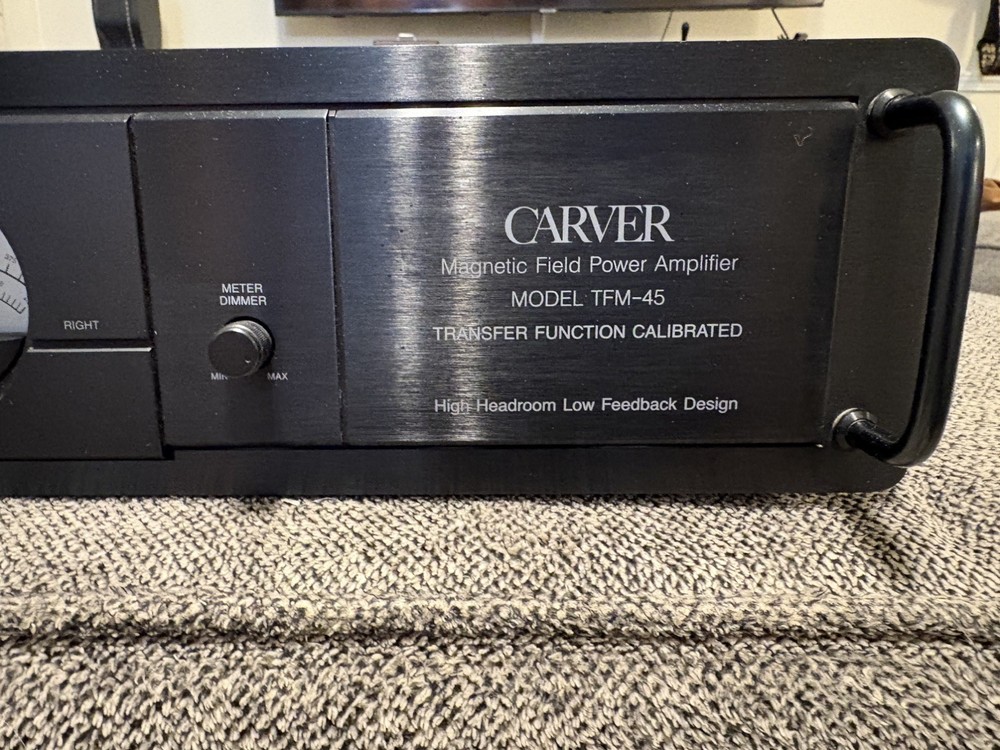 RIGHT
METER
DIMMER
MIN MAX
CARVER
Magnetic Field Power Amplifier
MODEL TFM-45
TRANSFER FUNCTION CALIBRATED
High Headroom Low Feedback Design